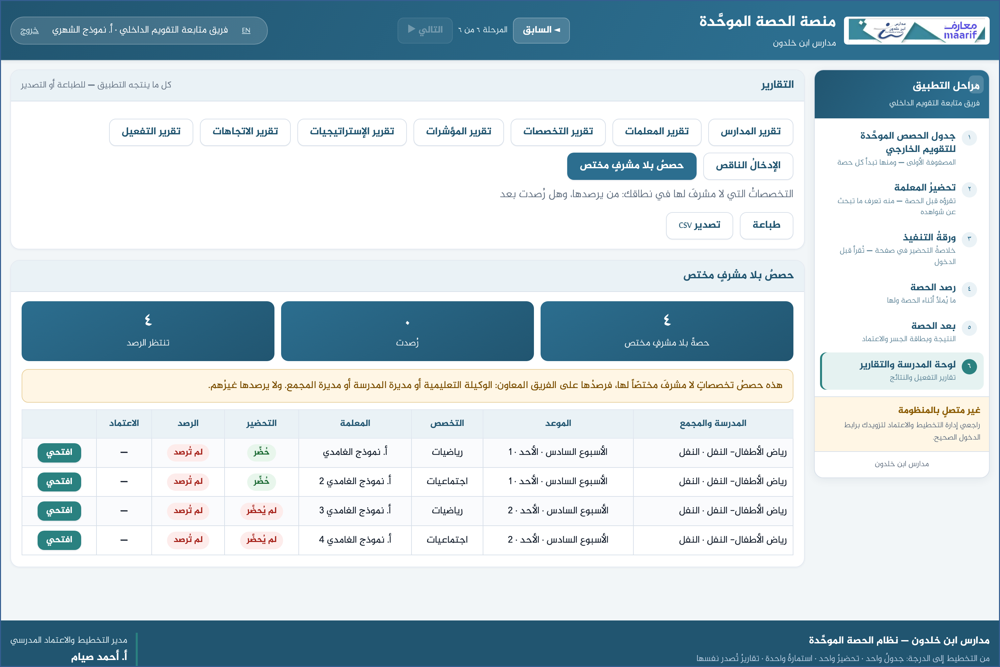 معارف
maarif
مدارس
ابن خلدون
Ibn Khaldun Schools
منصة الحصة الموحَّدة
مدارس ابن خلدون
◄ السابق
المرحلة ٦ من ٦
التالي ▶
EN
فريق متابعة التقويم الداخلي · أ. نموذج الشهري
خروج
مراحل التطبيق
فريق متابعة التقويم الداخلي
١
جدول الحصص الموحَّدة
للتقويم الخارجي
المصفوفة الأولى — ومنها تبدأ كل حصة
٢
تحضيرُ المعلمة
تقرؤه قبل الحصة — منه تعرف ما تبحث
عن شواهده
٣
ورقةُ التنفيذ
خلاصةُ التحضير في صفحة — تُقرأ قبل
الدخول
٤
رصد الحصة
ما يُملأ أثناء الحصة ولها
٥
بعد الحصة
النتيجة وبطاقة الجسر والاعتماد
٦
لوحة المدرسة والتقارير
تقارير التفعيل والنتائج
غير متصلٍ بالمنظومة
راجعي إدارة التخطيط والاعتماد لتزويدك برابط
الدخول الصحيح.
مدارس ابن خلدون
التقارير
كل ما ينتجه التطبيق — للطباعة أو التصدير
تقرير المدارس
تقرير المعلمات
تقرير التخصصات
تقرير المؤشرات
تقرير الإستراتيجيات
تقرير الاتجاهات
تقرير التفعيل
الإدخالُ الناقص
حصصٌ بلا مشرفٍ مختص
التخصصاتُ التي لا مشرفَ لها في نطاقك: من يرصدها، وهل رُصدت بعد
طباعة
تصدير CSV
حصصٌ بلا مشرفٍ مختص
٤
حصةً بلا مشرفٍ مختص
٠
رُصدت
٤
تنتظر الرصد
هذه حصصُ تخصصاتٍ لا مشرفَ مختصّاً لها، فرصدُها على الفريق المعاون: الوكيلة التعليمية أو مديرة المدرسة أو مديرة المجمع. ولا يرصدها غيرُهم.
المدرسة والمجمع الموعد التخصص المعلمة التحضير الرصد الاعتماد
رياض الأطفال- النفل · النفل الأسبوع السادس · الأحد · 1 رياضيات أ. نموذج الغامدي حُضِّر لم تُرصد — افتحي
رياض الأطفال- النفل · النفل الأسبوع السادس · الأحد · 1 اجتماعيات أ. نموذج الغامدي 2 حُضِّر لم تُرصد — افتحي
رياض الأطفال- النفل · النفل الأسبوع السادس · الأحد · 2 رياضيات أ. نموذج الغامدي 3 لم يُحضَّر لم تُرصد — افتحي
رياض الأطفال- النفل · النفل الأسبوع السادس · الأحد · 2 اجتماعيات أ. نموذج الغامدي 4 لم يُحضَّر لم تُرصد — افتحي
مدارس ابن خلدون — نظام الحصة الموحَّدة
من التخطيط إلى الدرجة: جدولٌ واحد · تحضيرٌ واحد · استمارةٌ واحدة · تقاريرُ تُصدر نفسها
مدير التخطيط والاعتماد المدرسي
أ. أحمد صيام